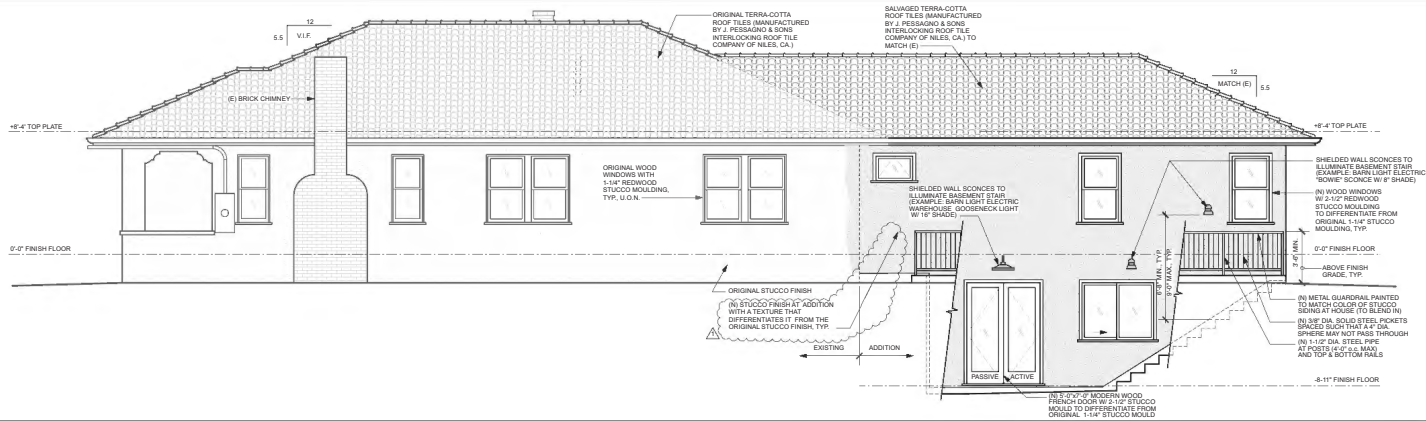 12
5.5
V.I.F.
ORIGINAL TERRA-COTTA
ROOF TILES (MANUFACTURED
BY J. PESSAGNO & SONS
INTERLOCKING ROOF TILE
COMPANY OF NILES, CA.)
SALVAGED TERRA-COTTA
ROOF TILES (MANUFACTURED
BY J. PESSAGNO & SONS
INTERLOCKING ROOF TILE
COMPANY OF NILES, CA.) TO
MATCH (E)
12
MATCH (E)
5.5
(E) BRICK CHIMNEY
+8'-4" TOP PLATE
+8'-4" TOP PLATE
ORIGINAL WOOD
WINDOWS WITH
1-1/4" REDWOOD
STUCCO MOULDING,
TYP., U.O.N.
SHIELDED WALL SCONCES TO
ILLUMINATE BASEMENT STAIR
(EXAMPLE: BARN LIGHT ELECTRIC
WAREHOUSE GOOSENECK LIGHT
W/ 16" SHADE)
SHIELDED WALL SCONCES TO
ILLUMINATE BASEMENT STAIR
(EXAMPLE: BARN LIGHT ELECTRIC
"BOWIE" SCONCE W/ 8" SHADE)
(N) WOOD WINDOWS
W/ 2-1/2" REDWOOD
STUCCO MOULDING
TO DIFFERENTIATE FROM
ORIGINAL 1-1/4" STUCCO
MOULDING, TYP.
0'-0" FINISH FLOOR
0'-0" FINISH FLOOR
6'-8" MIN., TYP.
9'-0" MAX., TYP.
3'-6" MIN.
ABOVE FINISH
GRADE, TYP.
ORIGINAL STUCCO FINISH
(N) STUCCO FINISH AT ADDITION
WITH A TEXTURE THAT
DIFFERENTIATES IT FROM THE
ORIGINAL STUCCO FINISH, TYP.
(N) METAL GUARDRAIL PAINTED
TO MATCH COLOR OF STUCCO
SIDING AT HOUSE (TO BLEND IN)
(N) 3/8" DIA. SOLID STEEL PICKETS
SPACED SUCH THAT A 4" DIA.
SPHERE MAY NOT PASS THROUGH
(N) 1-1/2" DIA. STEEL PIPE
AT POSTS (4'-0" o.c. MAX)
AND TOP & BOTTOM RAILS
EXISTING
ADDITION
PASSIVE
ACTIVE
-8-11" FINISH FLOOR
(N) 5'-0"x7'-0" MODERN WOOD
FRENCH DOOR W/ 2-1/2" STUCCO
MOULD TO DIFFERENTIATE FROM
ORIGINAL 1-1/4" STUCCO MOULD